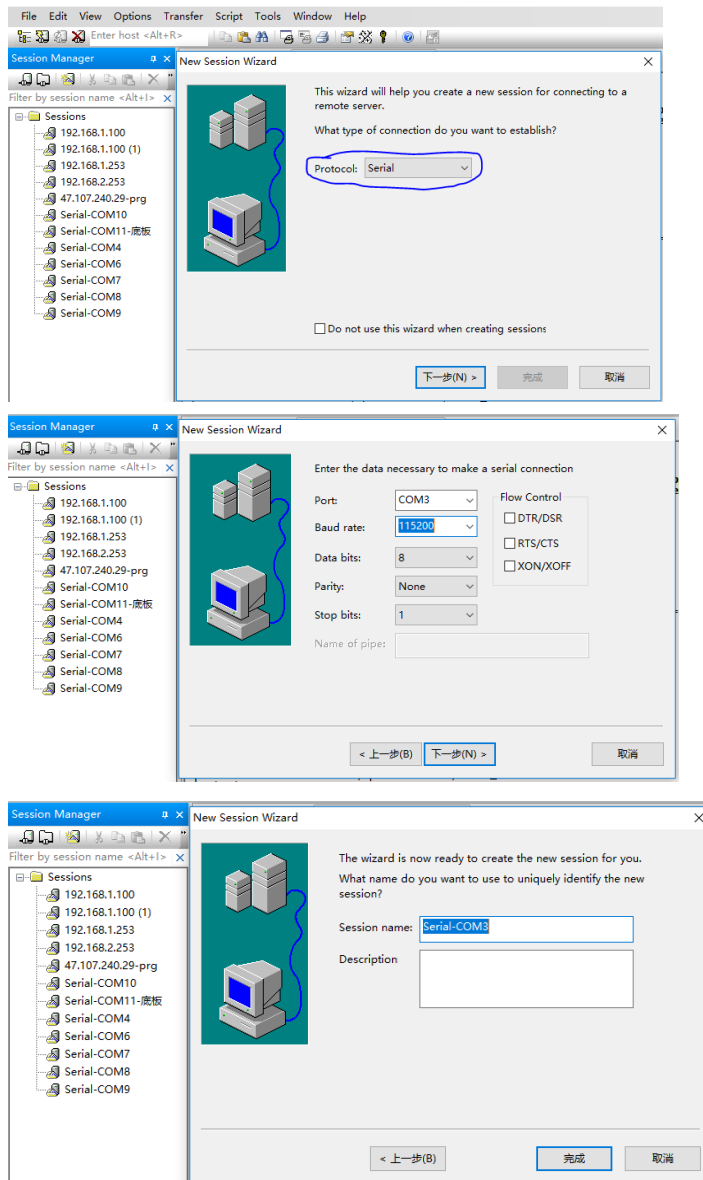 File Edit View Options Transfer Script Tools Window Help
Enter host <Alt+R>
Session Manager
New Session Wizard
Filter by session name <Alt+I>
Sessions
192.168.1.100
192.168.1.100 (1)
192.168.1.253
192.168.2.253
47.107.240.29-prg
Serial-COM10
Serial-COM11-底板
Serial-COM4
Serial-COM6
Serial-COM7
Serial-COM8
Serial-COM9
This wizard will help you create a new session for connecting to a
remote server.
What type of connection do you want to establish?
Protocol: Serial
Do not use this wizard when creating sessions
下一步(N) >
完成
取消
Session Manager
New Session Wizard
Filter by session name <Alt+I>
Sessions
192.168.1.100
192.168.1.100 (1)
192.168.1.253
192.168.2.253
47.107.240.29-prg
Serial-COM10
Serial-COM11-底板
Serial-COM4
Serial-COM6
Serial-COM7
Serial-COM8
Serial-COM9
Enter the data necessary to make a serial connection
Port: COM3
Baud rate: 115200
Data bits: 8
Parity: None
Stop bits: 1
Name of pipe:
Flow Control
DTR/DSR
RTS/CTS
XON/XOFF
< 上一步(B)
下一步(N) >
取消
Session Manager
New Session Wizard
Filter by session name <Alt+I>
Sessions
192.168.1.100
192.168.1.100 (1)
192.168.1.253
192.168.2.253
47.107.240.29-prg
Serial-COM10
Serial-COM11-底板
Serial-COM4
Serial-COM6
Serial-COM7
Serial-COM8
Serial-COM9
The wizard is now ready to create the new session for you.
What name do you want to use to uniquely identify the new
session?
Session name: Serial-COM3
Description
< 上一步(B)
完成
取消